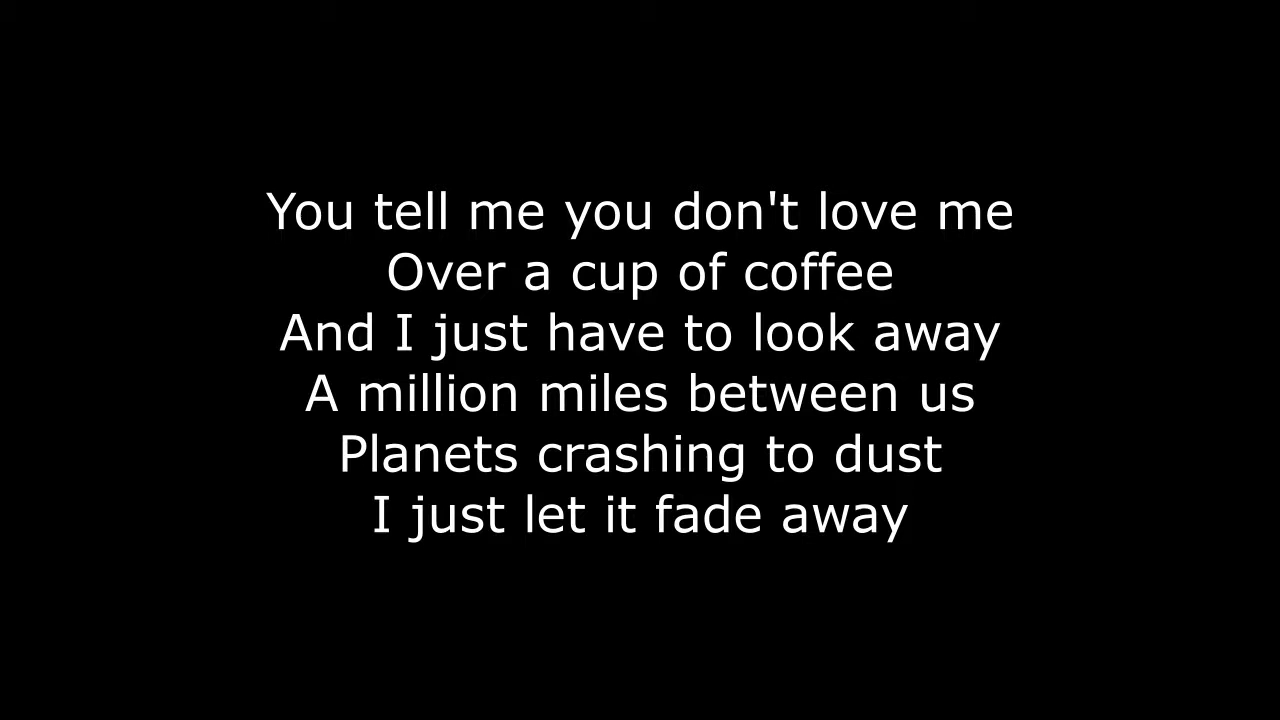 You tell me you don't love me
Over a cup of coffee
And I just have to look away
A million miles between us
Planets crashing to dust
I just let it fade away